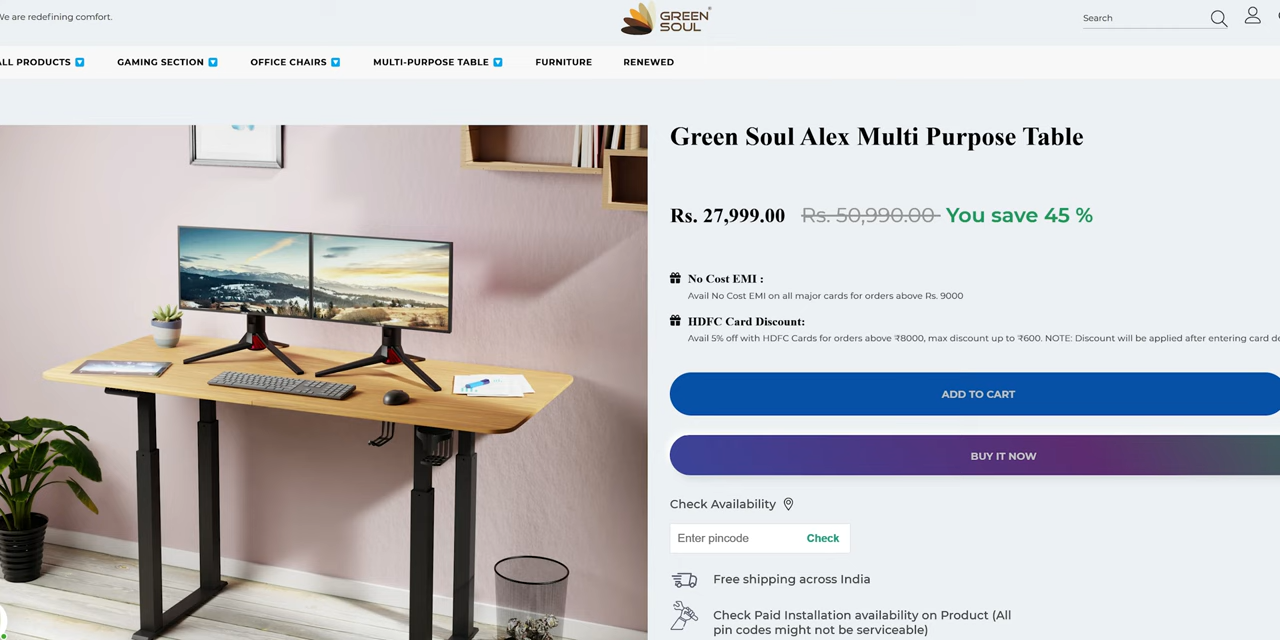 We are redefining comfort.
GREEN
SOUL
Search
ALL PRODUCTS
GAMING SECTION
OFFICE CHAIRS
MULTI-PURPOSE TABLE
FURNITURE
RENEWED
Green Soul Alex Multi Purpose Table
Rs. 27,999.00 Rs. 50,990.00 You save 45 %
No Cost EMI :
Avail No Cost EMI on all major cards for orders above Rs. 9000
HDFC Card Discount:
Avail 5% off with HDFC Cards for orders above ₹8000, max discount up to ₹600. NOTE: Discount will be applied after entering card de
ADD TO CART
BUY IT NOW
Check Availability
Enter pincode Check
Free shipping across India
Check Paid Installation availability on Product (All
pin codes might not be serviceable)